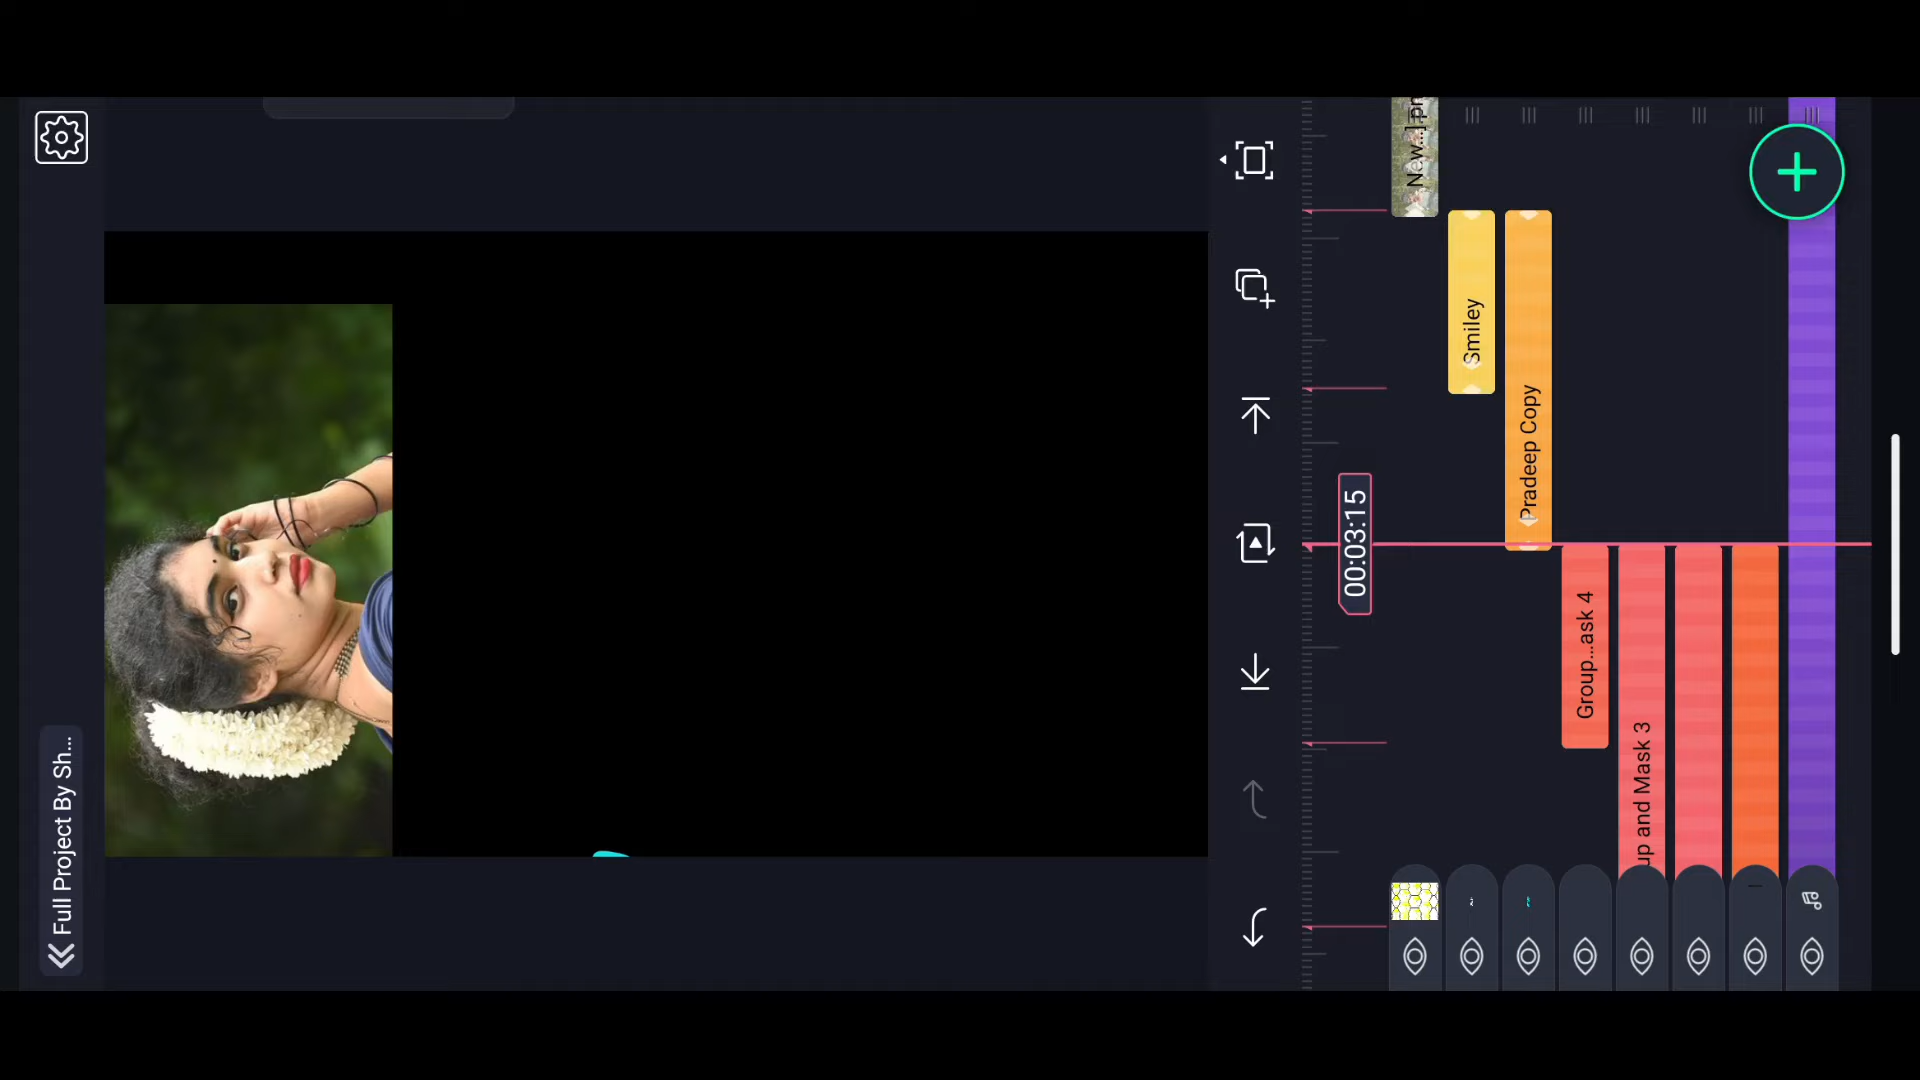 Full Project By Sh...
00:03:15
New...] pr
Smiley
Pradeep Copy
Group...ask 4
up and Mask 3